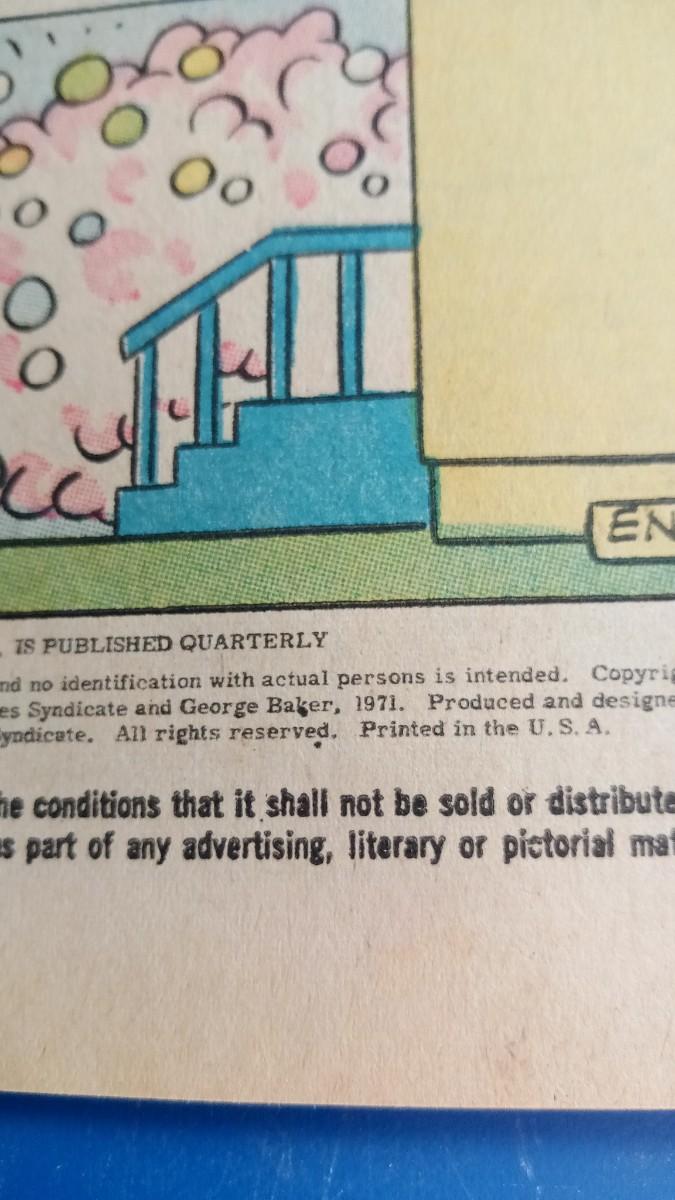 EN
, IS PUBLISHED QUARTERLY
nd no identification with actual persons is intended. Copyrig
es Syndicate and George Baker, 1971. Produced and designe
yndicate. All rights reserved. Printed in the U. S. A.
he conditions that it shall not be sold or distribute
s part of any advertising, literary or pictorial mat